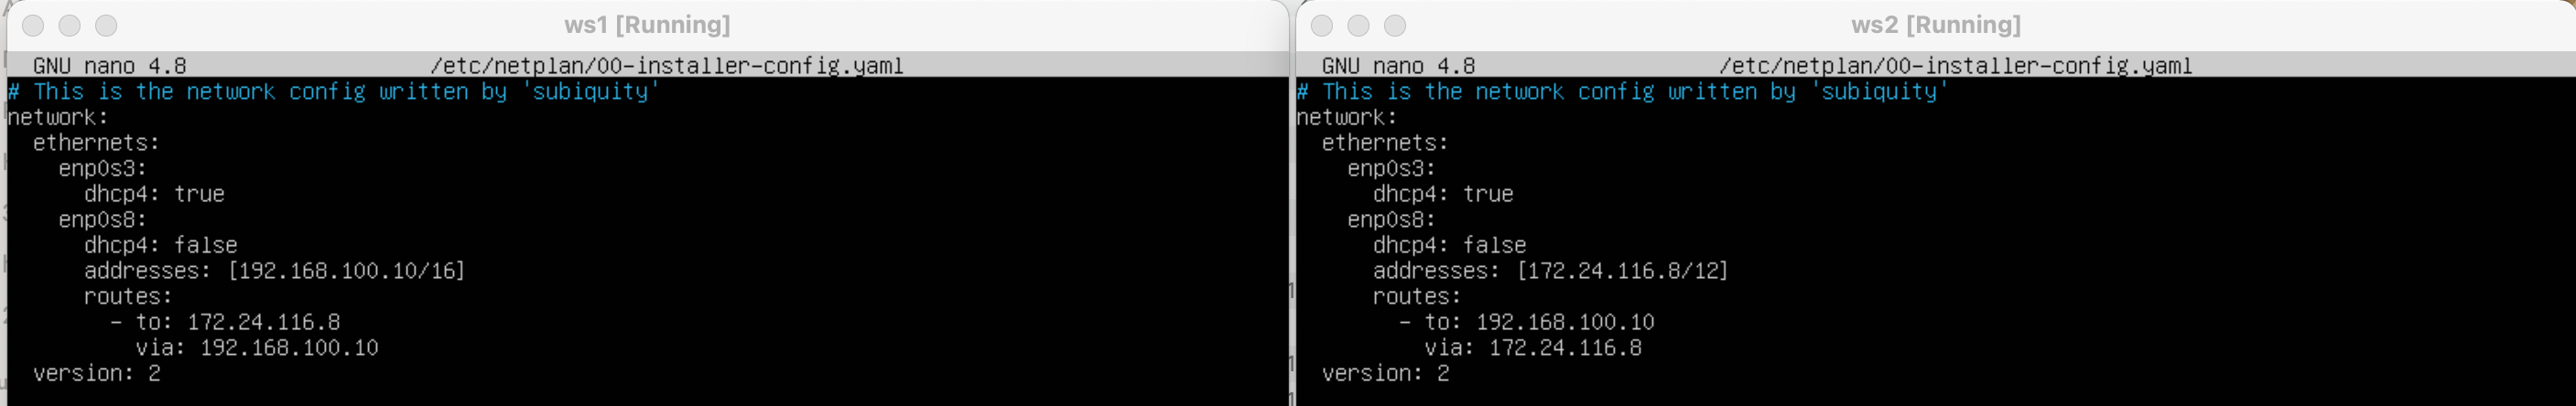 ws1 [Running]
GNU nano 4.8 /etc/netplan/00-installer-config.yaml
# This is the network config written by 'subiquity'
network:
  ethernets:
    enp0s3:
      dhcp4: true
    enp0s8:
      dhcp4: false
      addresses: [192.168.100.10/16]
      routes:
        - to: 172.24.116.8
          via: 192.168.100.10
  version: 2
ws2 [Running]
GNU nano 4.8 /etc/netplan/00-installer-config.yaml
# This is the network config written by 'subiquity'
network:
  ethernets:
    enp0s3:
      dhcp4: true
    enp0s8:
      dhcp4: false
      addresses: [172.24.116.8/12]
      routes:
        - to: 192.168.100.10
          via: 172.24.116.8
  version: 2